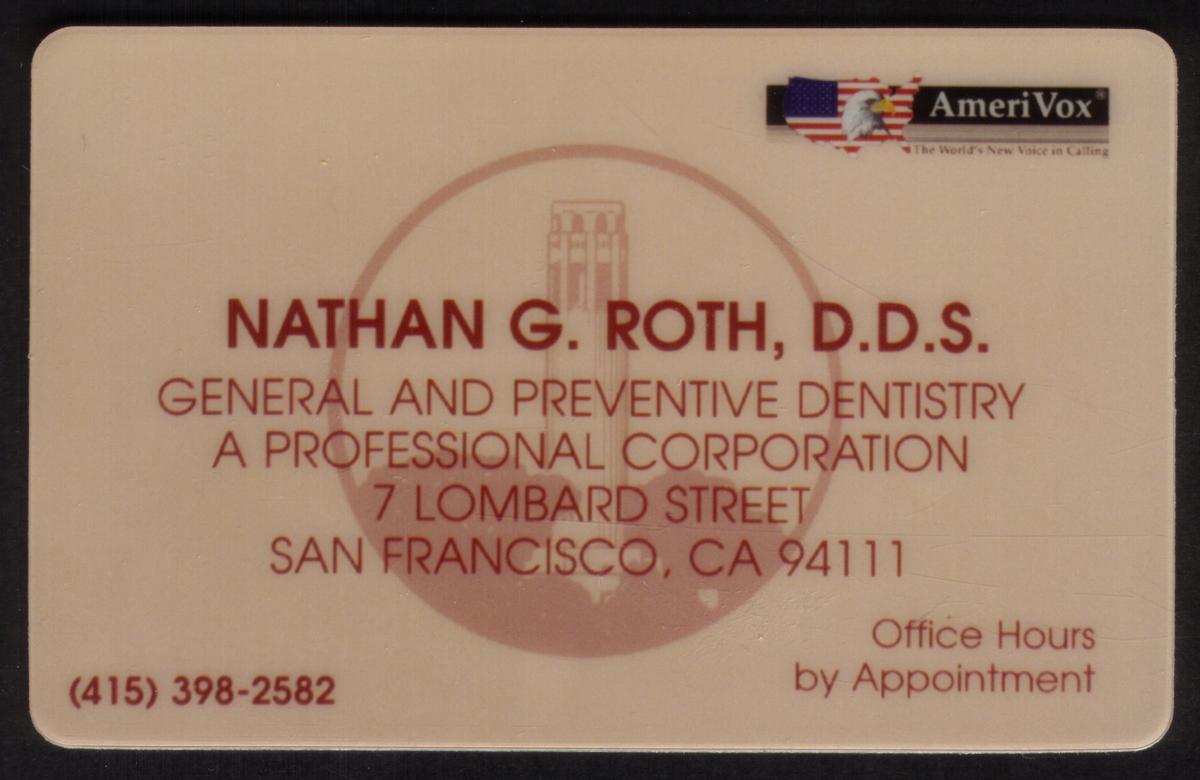 AmeriVox®
The World's New Voice in Calling
NATHAN G. ROTH, D.D.S.
GENERAL AND PREVENTIVE DENTISTRY
A PROFESSIONAL CORPORATION
7 LOMBARD STREET
SAN FRANCISCO, CA 94111
Office Hours
by Appointment
(415) 398-2582